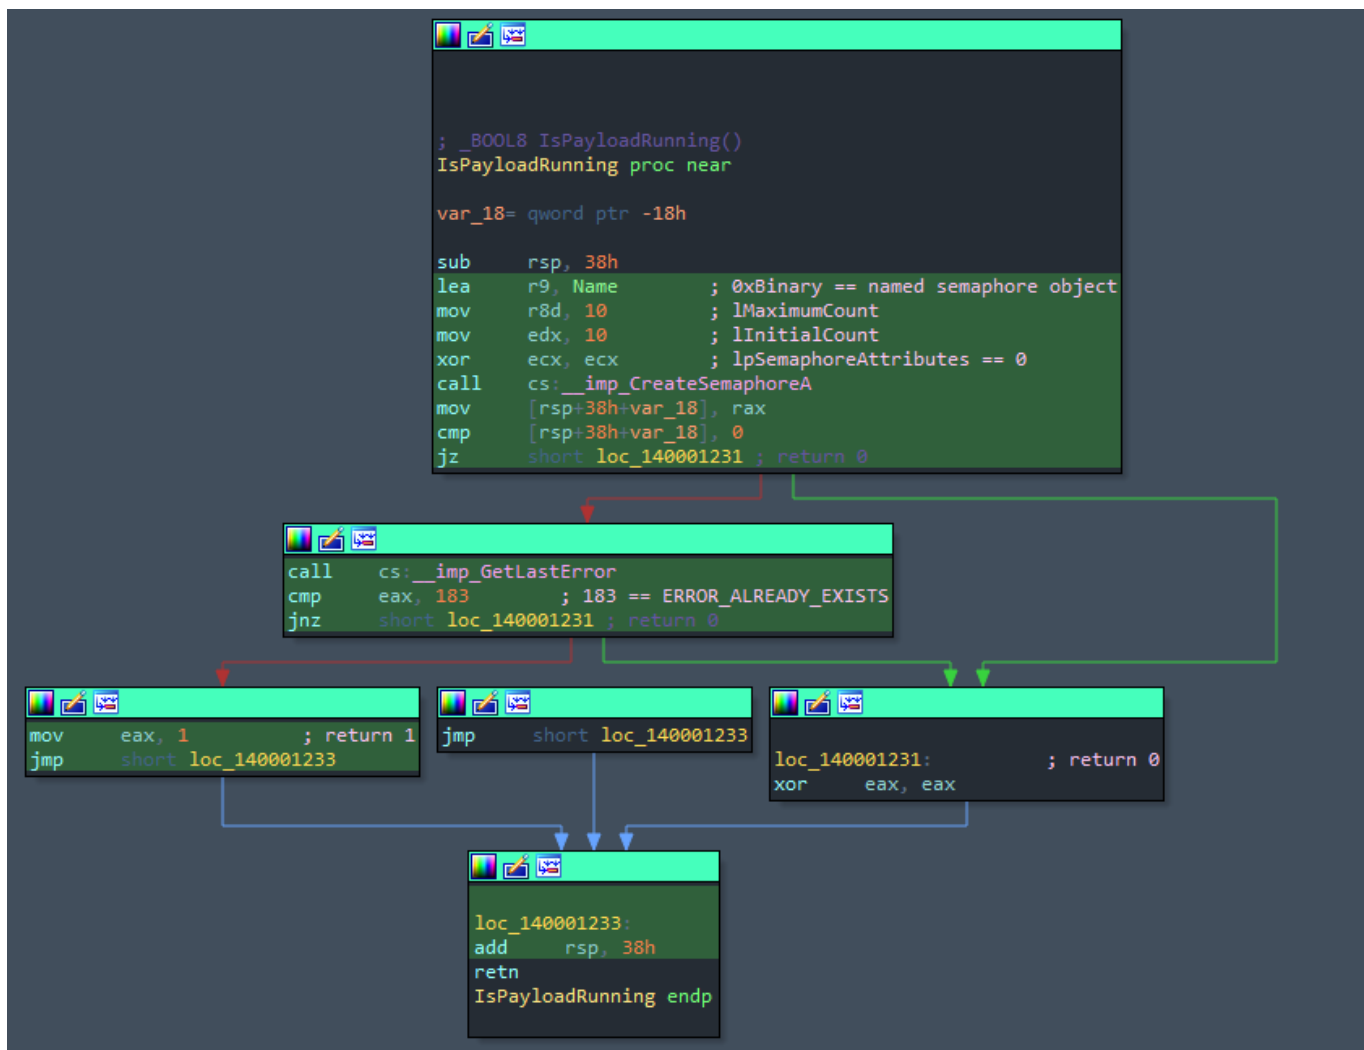 ; _BOOL8 IsPayloadRunning()
IsPayloadRunning proc near
var_18= qword ptr -18h
sub rsp, 38h
lea r9, Name ; 0xBinary == named semaphore object
mov r8d, 10 ; lMaximumCount
mov edx, 10 ; lInitialCount
xor ecx, ecx ; lpSemaphoreAttributes == 0
call cs:__imp_CreateSemaphoreA
mov [rsp+38h+var_18], rax
cmp [rsp+38h+var_18], 0
jz short loc_140001231 ; return 0
call cs:__imp_GetLastError
cmp eax, 183 ; 183 == ERROR_ALREADY_EXISTS
jnz short loc_140001231 ; return 0
mov eax, 1 ; return 1
jmp short loc_140001233
jmp short loc_140001233
loc_140001231: ; return 0
xor eax, eax
loc_140001233:
add rsp, 38h
retn
IsPayloadRunning endp